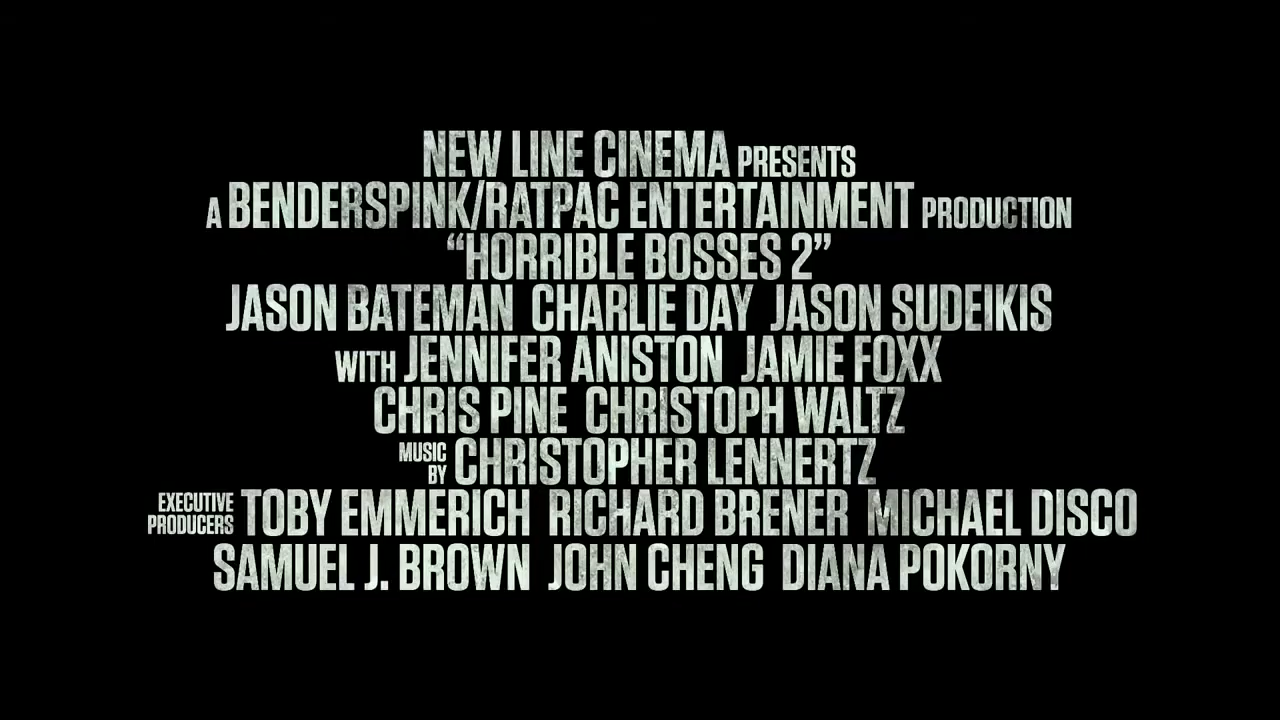 NEW LINE CINEMA PRESENTS
A BENDERSPINK/RATPAC ENTERTAINMENT PRODUCTION
“HORRIBLE BOSSES 2”
JASON BATEMAN CHARLIE DAY JASON SUDEIKIS
WITH JENNIFER ANISTON JAMIE FOXX
CHRIS PINE CHRISTOPH WALTZ
MUSIC BY CHRISTOPHER LENNERTZ
EXECUTIVE PRODUCERS TOBY EMMERICH RICHARD BRENER MICHAEL DISCO
SAMUEL J. BROWN JOHN CHENG DIANA POKORNY